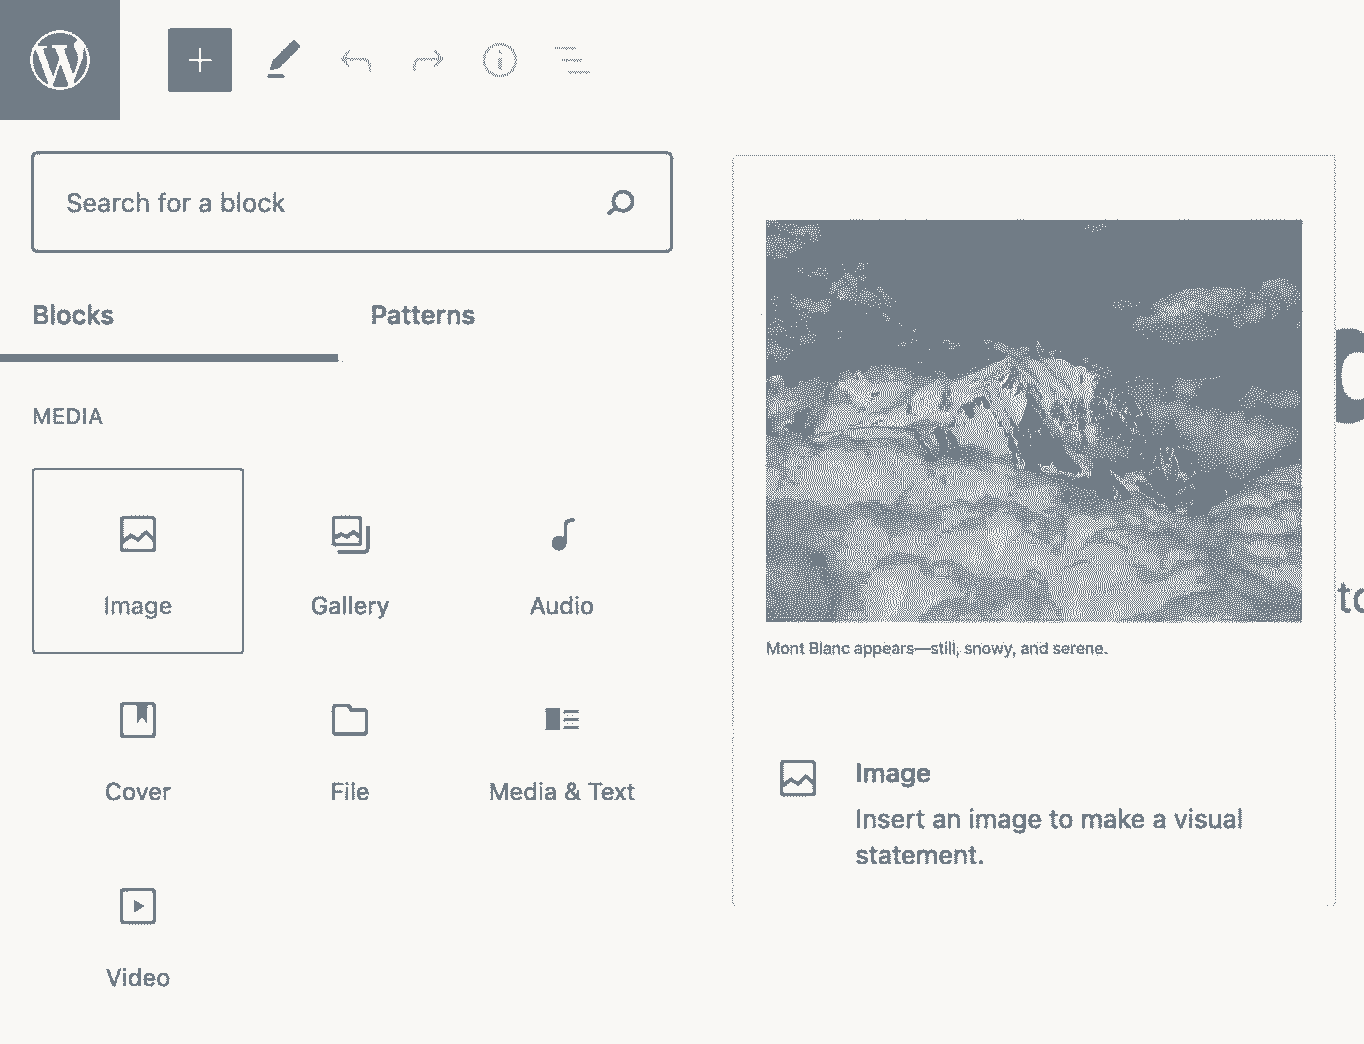 Search for a block
Blocks
Patterns
MEDIA
Image
Gallery
Audio
Cover
File
Media & Text
Video
Mont Blanc appears—still, snowy, and serene.
Image
Insert an image to make a visual
statement.
to